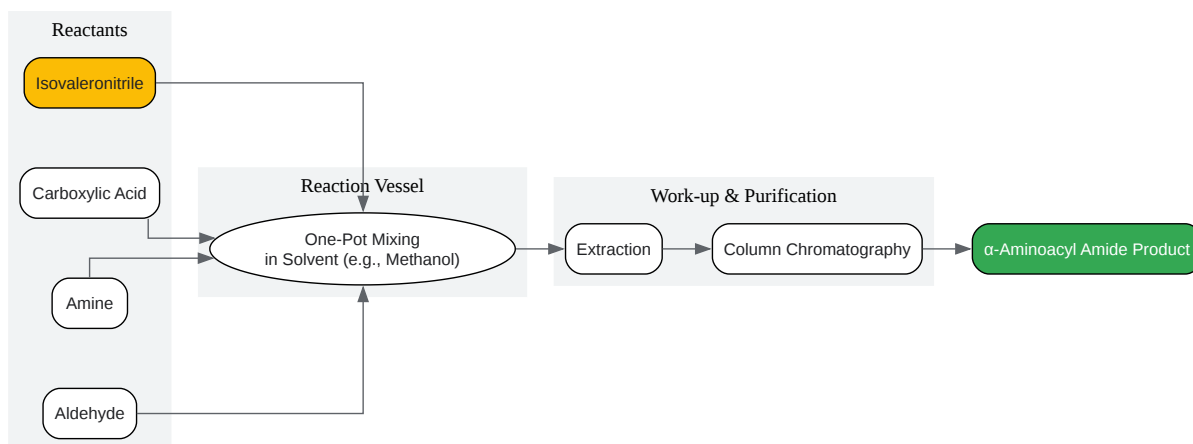 Reactants
Isovaleronitrile
Carboxylic Acid
Amine
Aldehyde
Reaction Vessel
One-Pot Mixing
in Solvent (e.g., Methanol)
Work-up & Purification
Extraction
Column Chromatography
α-Aminoacyl Amide Product